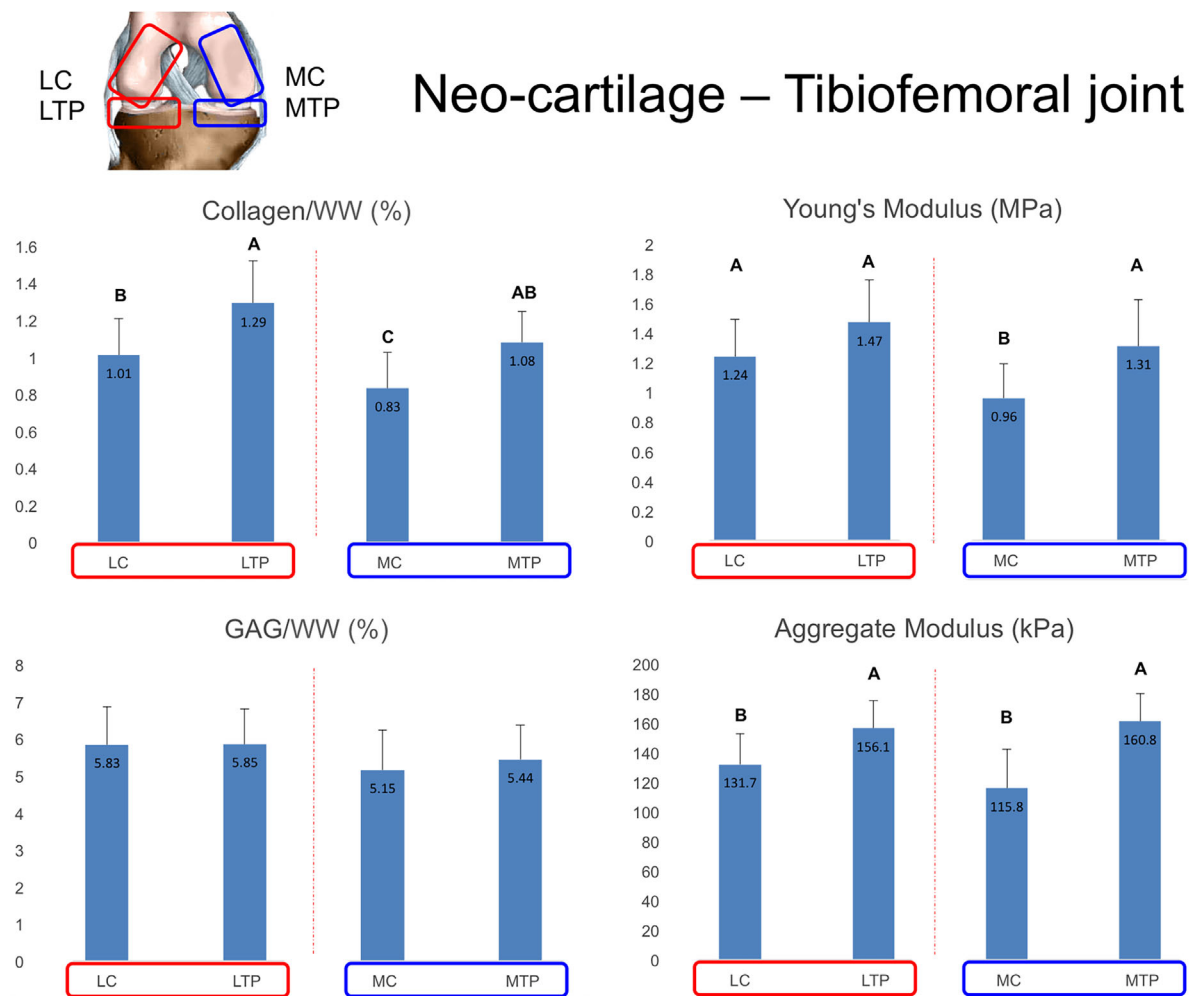 LC
LTP
MC
MTP
Neo-cartilage – Tibiofemoral joint
Collagen/WW (%)
1.6
1.4
1.2
1
0.8
0.6
0.4
0.2
0
B
A
C
AB
1.01
1.29
0.83
1.08
LC LTP MC MTP
Young's Modulus (MPa)
2
1.8
1.6
1.4
1.2
1
0.8
0.6
0.4
0.2
0
A
A
B
A
1.24
1.47
0.96
1.31
LC LTP MC MTP
GAG/WW (%)
8
7
6
5
4
3
2
1
0
5.83
5.85
5.15
5.44
LC LTP MC MTP
Aggregate Modulus (kPa)
200
180
160
140
120
100
80
60
40
20
0
B
A
B
A
131.7
156.1
115.8
160.8
LC LTP MC MTP